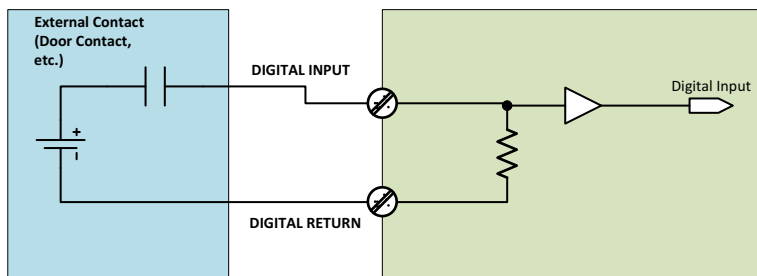 External Contact
(Door Contact,
etc.)
DIGITAL INPUT
Digital Input
+
DIGITAL RETURN